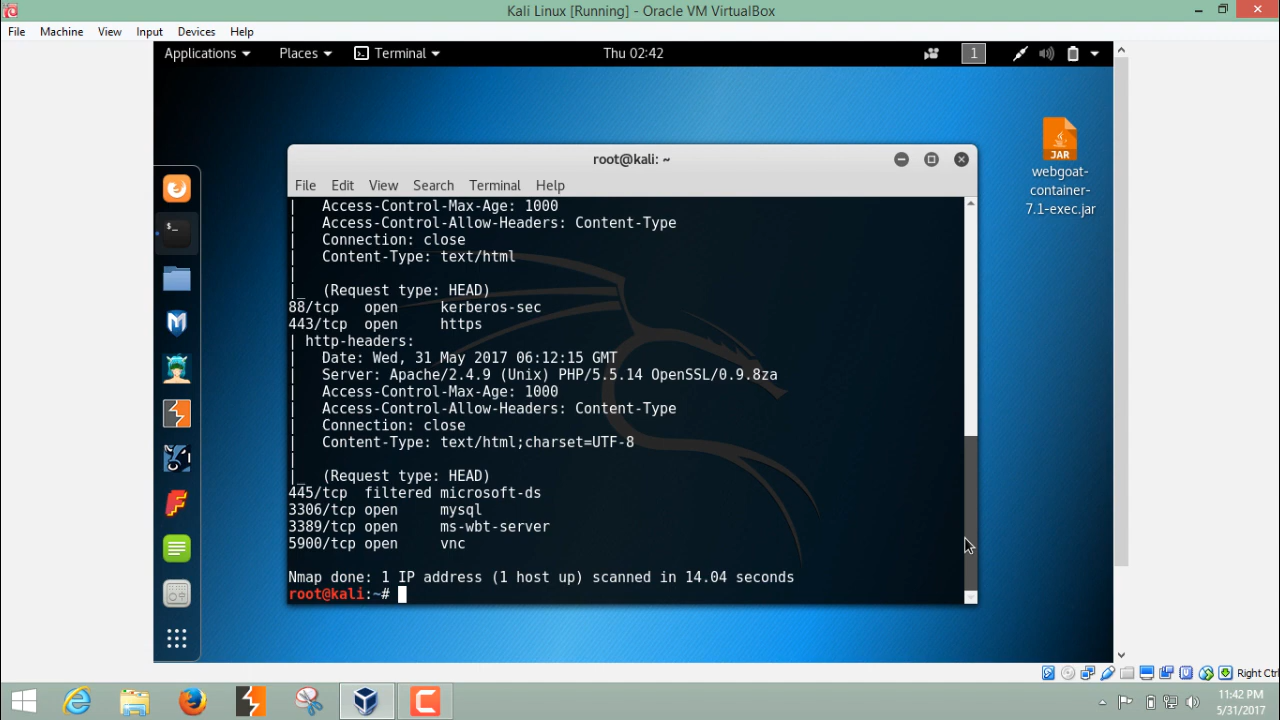 Kali Linux [Running] - Oracle VM VirtualBox
File Machine View Input Devices Help
Applications Places Terminal Thu 02:42 1
JAR
webgoat-
container-
7.1-exec.jar
root@kali: ~
File Edit View Search Terminal Help
| Access-Control-Max-Age: 1000
| Access-Control-Allow-Headers: Content-Type
| Connection: close
| Content-Type: text/html
|
|_ (Request type: HEAD)
88/tcp open kerberos-sec
443/tcp open https
| http-headers:
| Date: Wed, 31 May 2017 06:12:15 GMT
| Server: Apache/2.4.9 (Unix) PHP/5.5.14 OpenSSL/0.9.8za
| Access-Control-Max-Age: 1000
| Access-Control-Allow-Headers: Content-Type
| Connection: close
| Content-Type: text/html;charset=UTF-8
|
|_ (Request type: HEAD)
445/tcp filtered microsoft-ds
3306/tcp open mysql
3389/tcp open ms-wbt-server
5900/tcp open vnc
Nmap done: 1 IP address (1 host up) scanned in 14.04 seconds
root@kali:~#
Right Ctrl
11:42 PM
5/31/2017